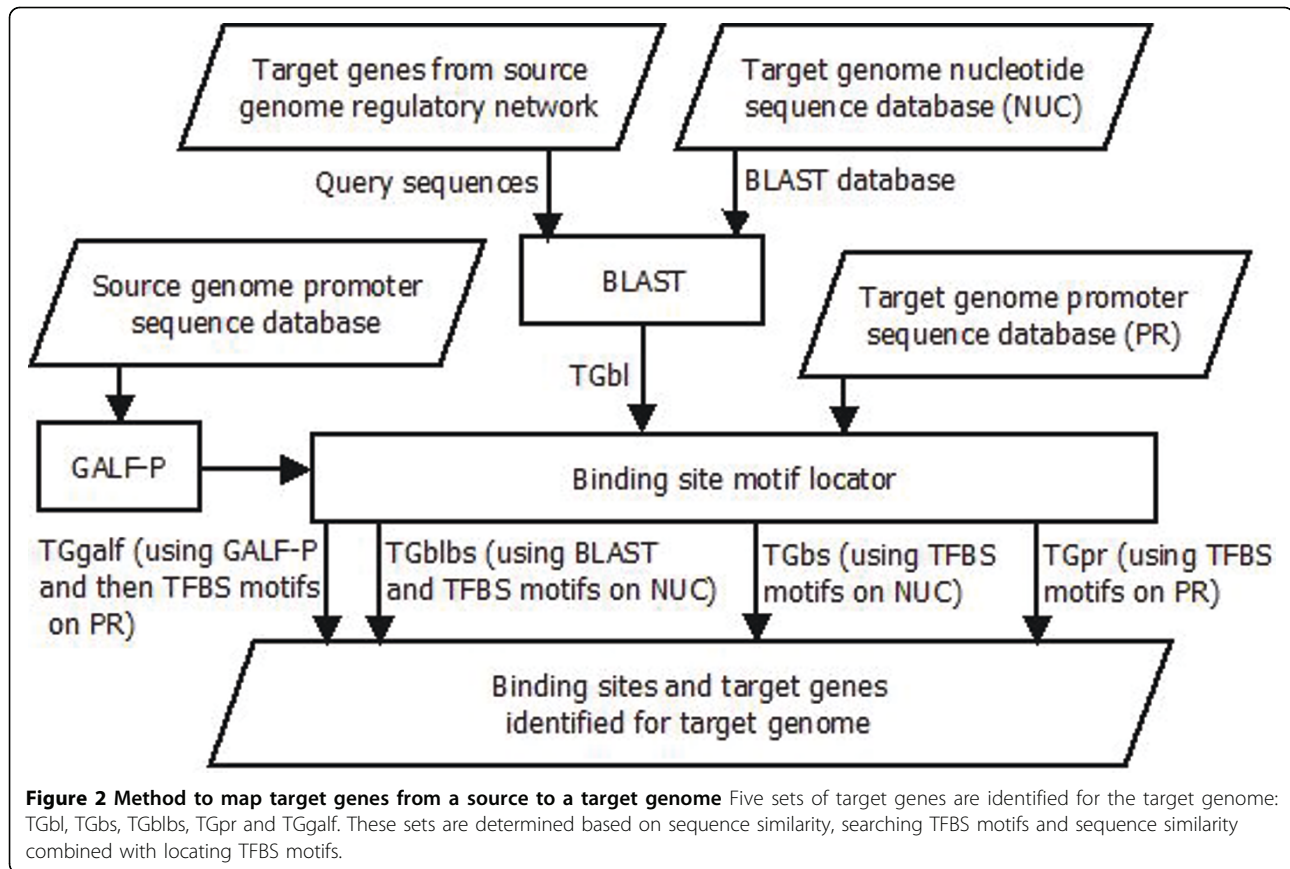 Target genes from source
genome regulatory network
Target genome nucleotide
sequence database (NUC)
Query sequences
BLAST database
Source genome promoter
sequence database
BLAST
Target genome promoter
sequence database (PR)
TGbl
GALF-P
Binding site motif locator
TGgalf (using GALF-P
and then TFBS motifs
on PR)
TGblbs (using BLAST
and TFBS motifs on NUC)
TGbs (using TFBS
motifs on NUC)
TGpr (using TFBS
motifs on PR)
Binding sites and target genes
identified for target genome
Figure 2 Method to map target genes from a source to a target genome Five sets of target genes are identified for the target genome:
TGbl, TGbs, TGblbs, TGpr and TGgalf. These sets are determined based on sequence similarity, searching TFBS motifs and sequence similarity
combined with locating TFBS motifs.